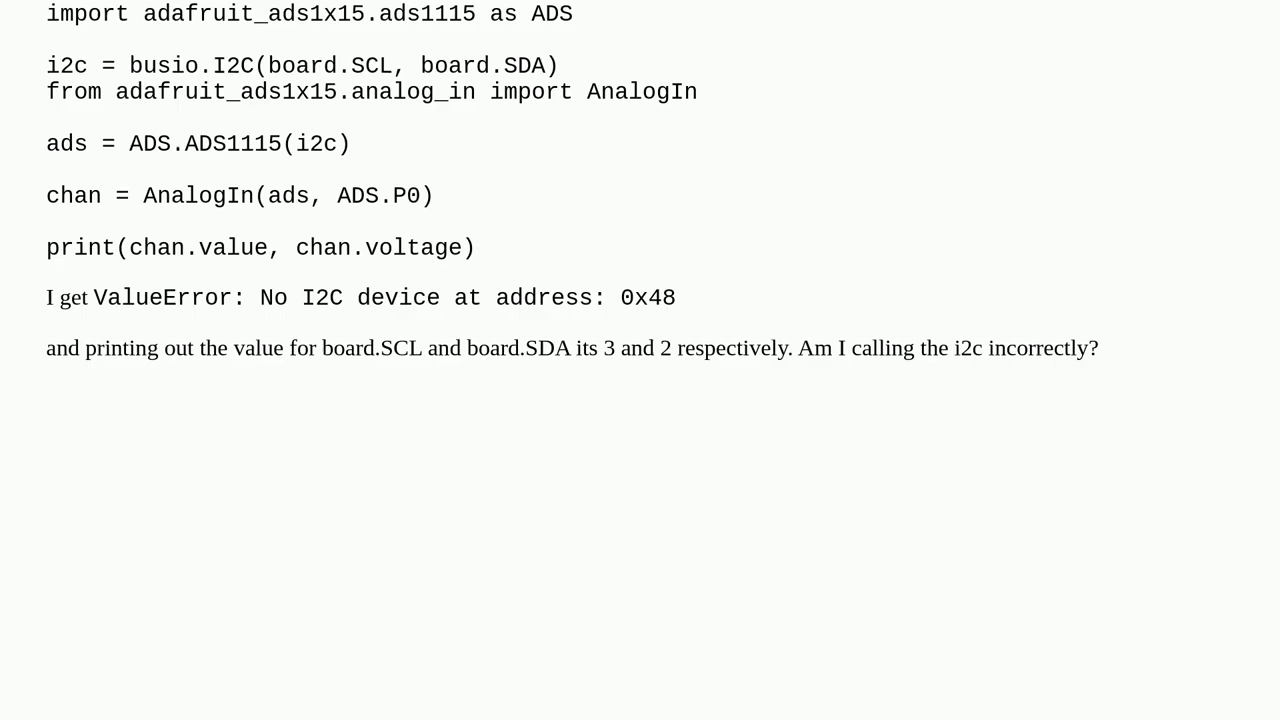 import adafruit_ads1x15.ads1115 as ADS
i2c = busio.I2C(board.SCL, board.SDA)
from adafruit_ads1x15.analog_in import AnalogIn
ads = ADS.ADS1115(i2c)
chan = AnalogIn(ads, ADS.P0)
print(chan.value, chan.voltage)
I get ValueError: No I2C device at address: 0x48
and printing out the value for board.SCL and board.SDA its 3 and 2 respectively. Am I calling the i2c incorrectly?